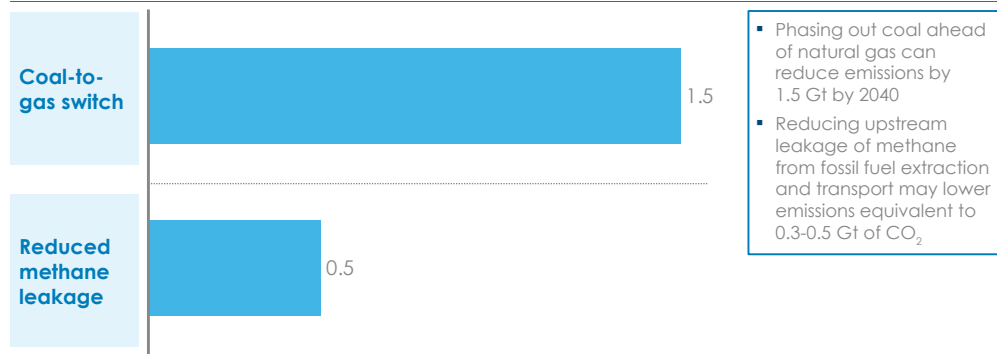 Coal-to-
gas switch
1.5
Reduced
methane
leakage
0.5
▪ Phasing out coal ahead
of natural gas can
reduce emissions by
1.5 Gt by 2040
▪ Reducing upstream
leakage of methane
from fossil fuel extraction
and transport may lower
emissions equivalent to
0.3-0.5 Gt of CO₂